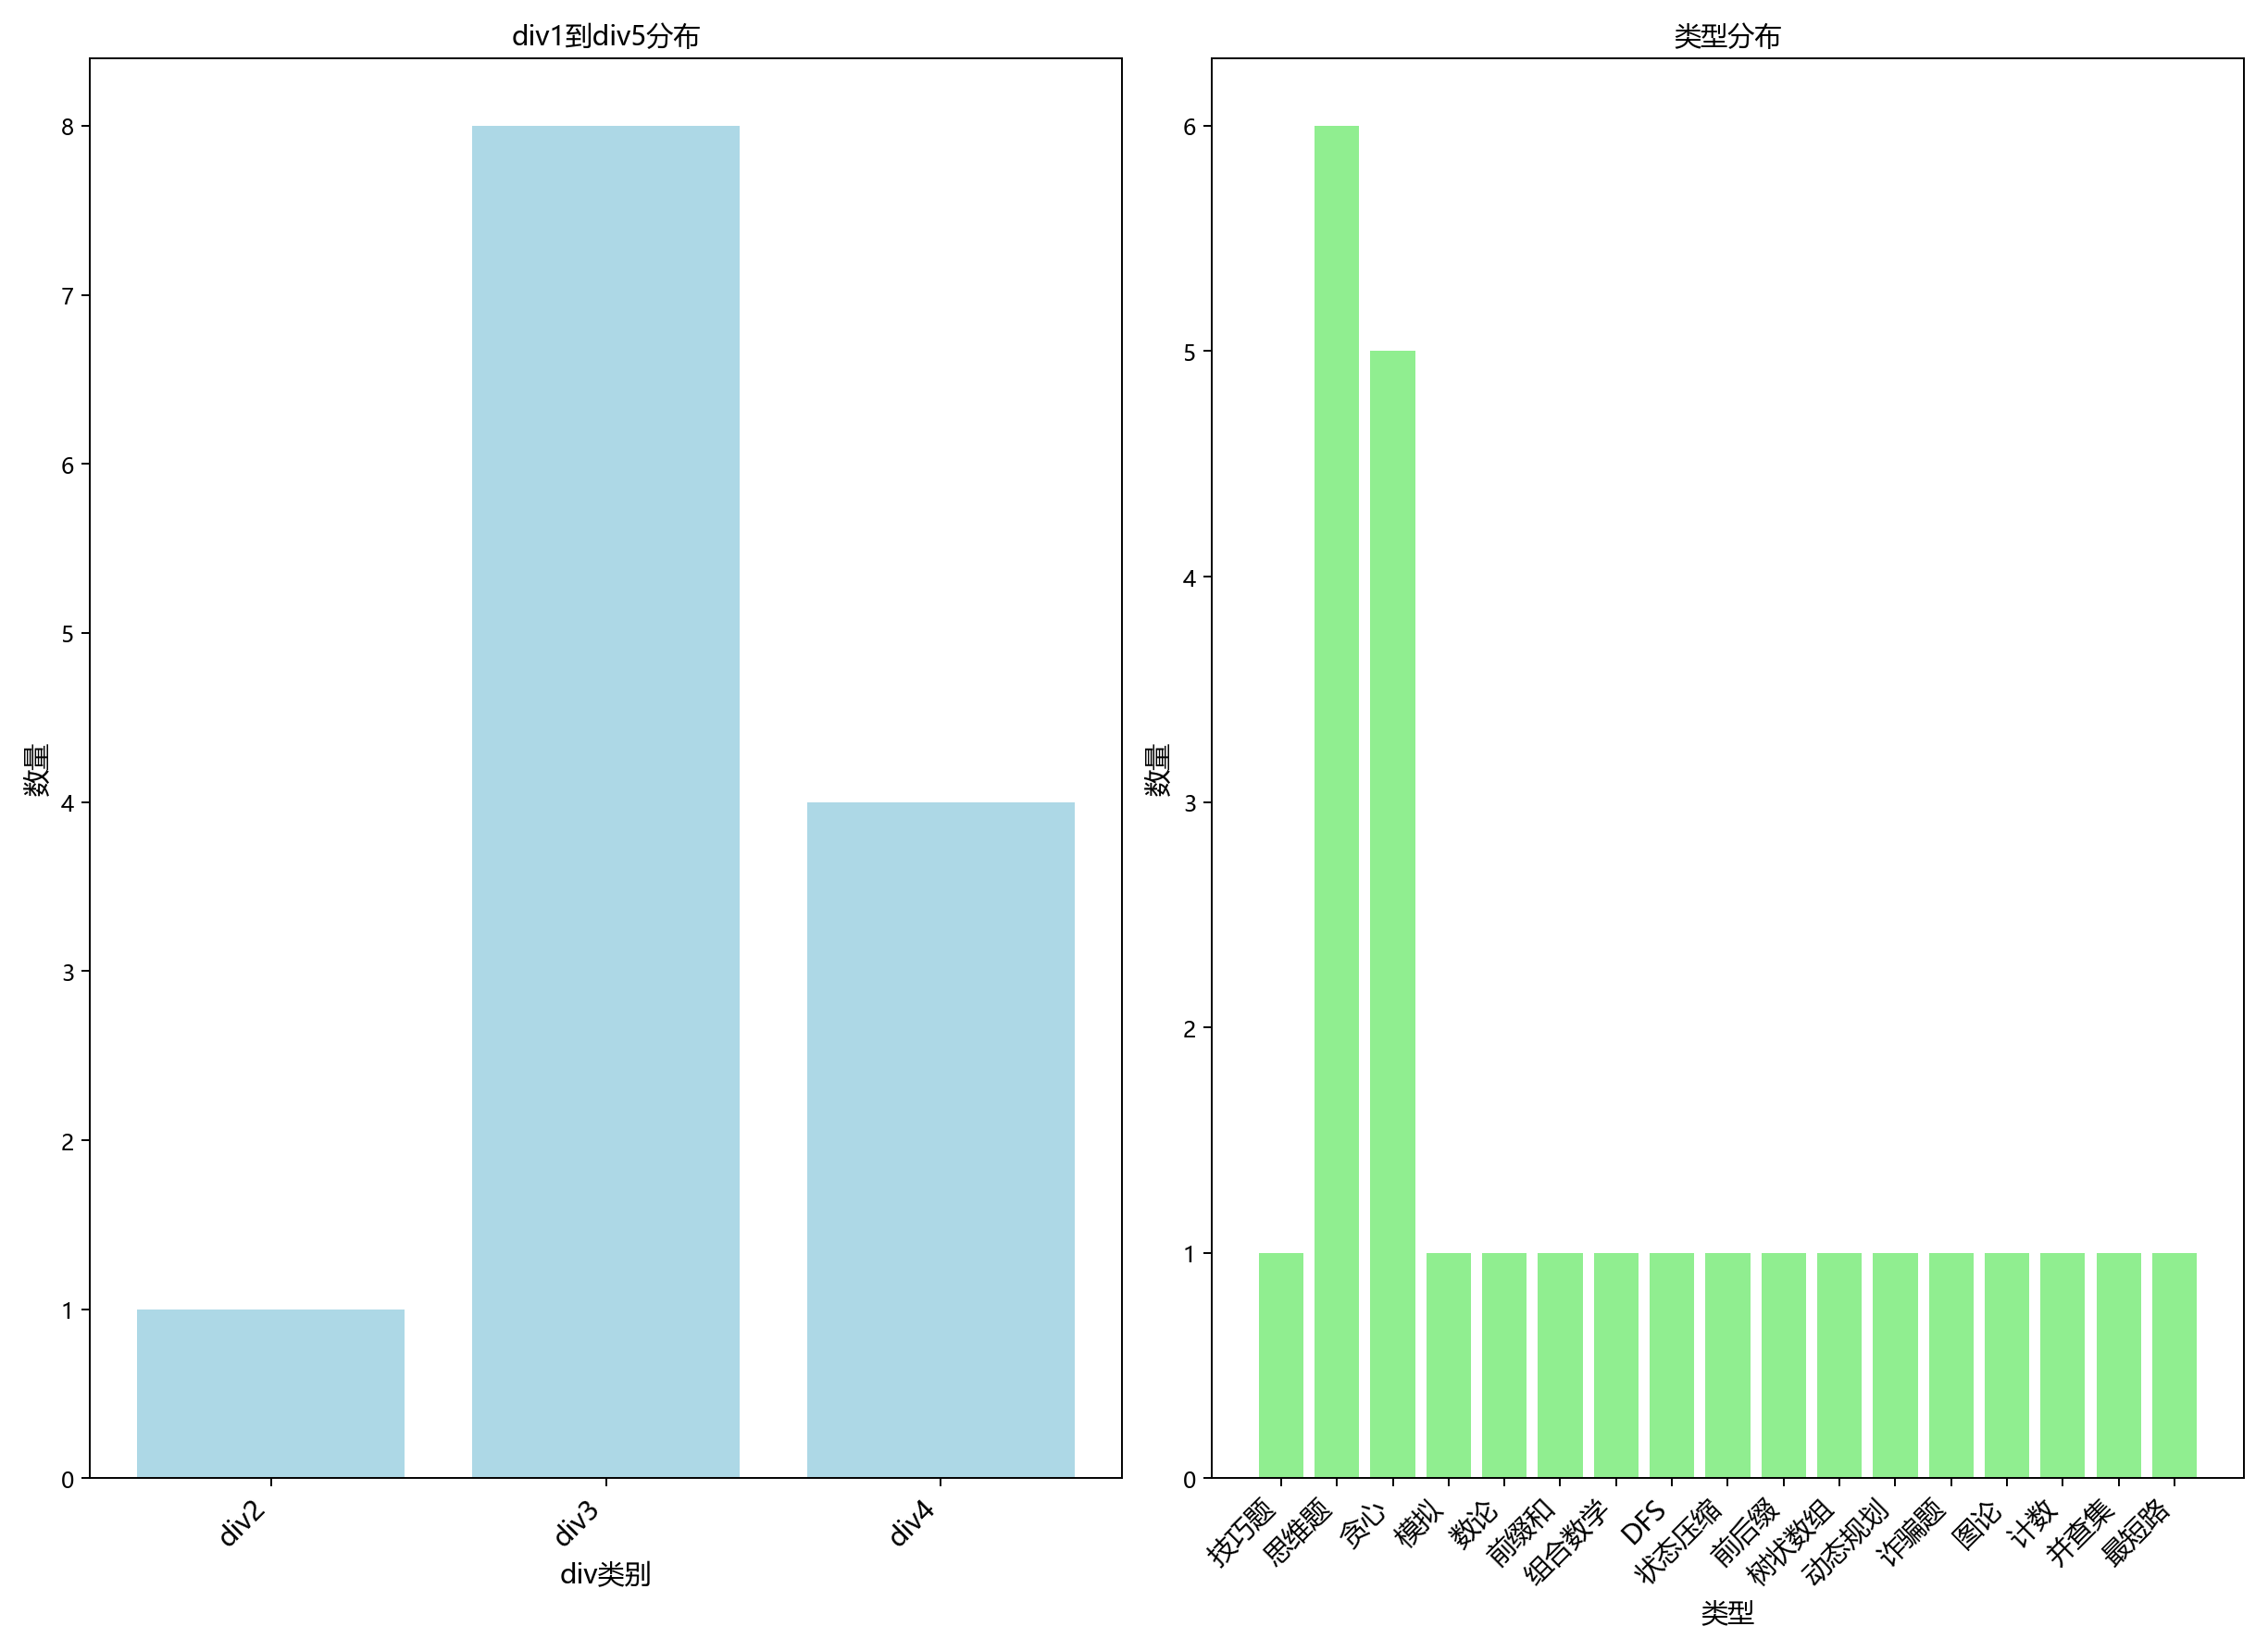 div1到div5分布
8
7
6
5
4
3
2
1
0
数量
div2
div3
div4
div类别
类型分布
6
5
4
3
2
1
0
数量
技巧题
思维题
贪心
模拟
数论
前缀和
组合数学
DFS
状态压缩
前后缀
树状数组
动态规划
诈骗题
图论
计数
并查集
最短路
类型